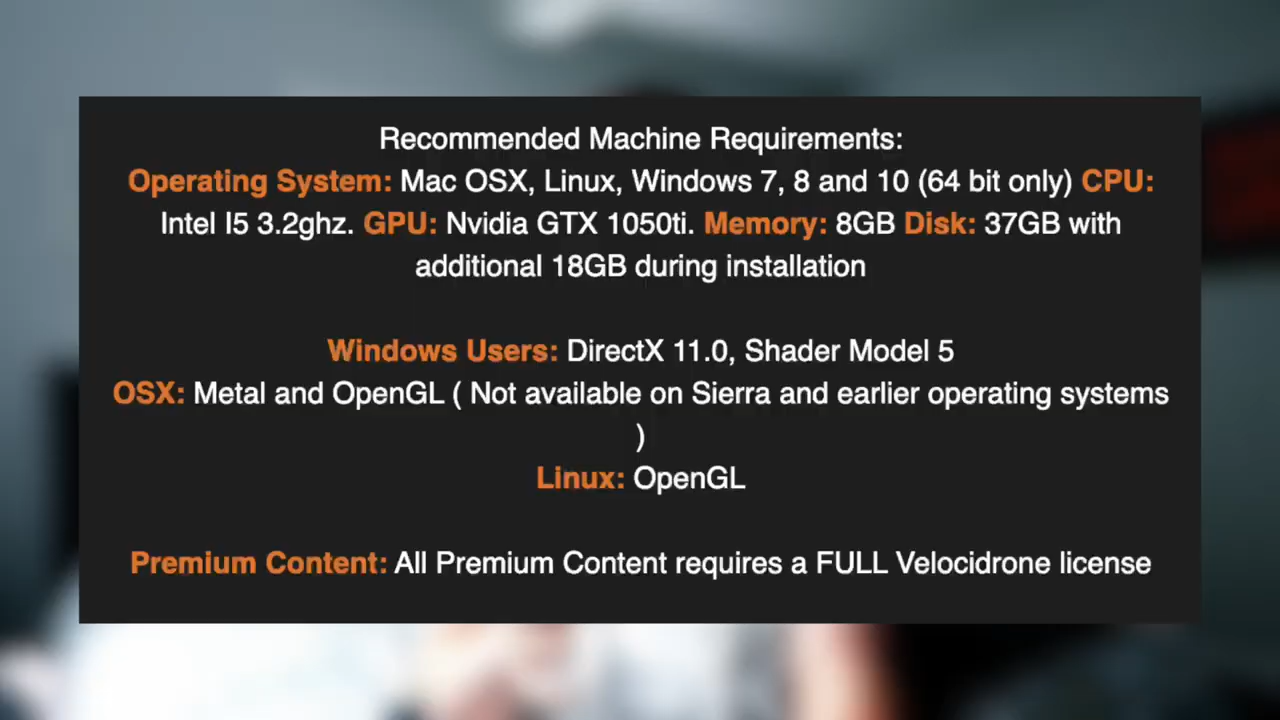 Recommended Machine Requirements:
Operating System: Mac OSX, Linux, Windows 7, 8 and 10 (64 bit only) CPU:
Intel I5 3.2ghz. GPU: Nvidia GTX 1050ti. Memory: 8GB Disk: 37GB with
additional 18GB during installation
Windows Users: DirectX 11.0, Shader Model 5
OSX: Metal and OpenGL ( Not available on Sierra and earlier operating systems
)
Linux: OpenGL
Premium Content: All Premium Content requires a FULL Velocidrone license